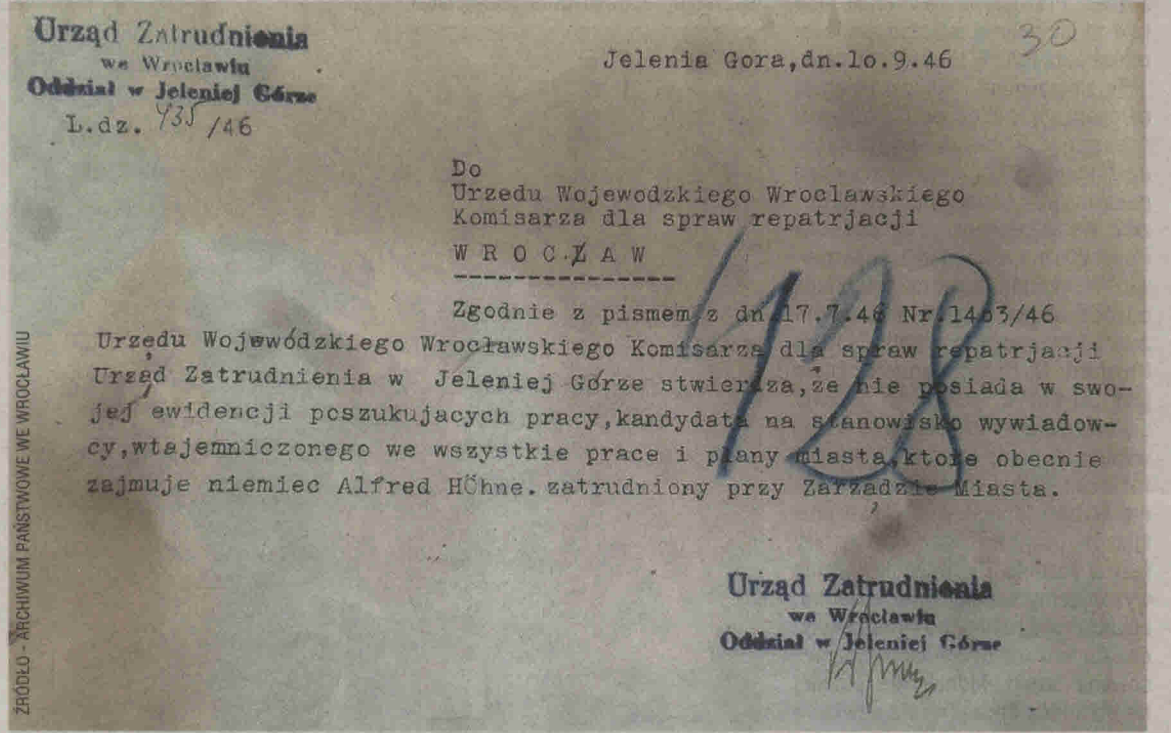 Urząd Zatrudnienia
we Wrocławiu
Oddział w Jeleniej Górze
L.dz. 435 /46
30
Jelenia Gora,dn.lo.9.46
Do
Urzedu Wojewodzkiego Wroclawskiego
Komisarza dla spraw repatrjacji
W R O C Ł A W
---------------
Zgodnie z pismem z dn.17.7.46 Nr.1463/46
Urzędu Wojewódzkiego Wrocławskiego Komisarza dla spraw repatrjacji
Urząd Zatrudnienia w Jeleniej Górze stwierdza,że nie posiada w swo-
jej ewidencji poszukujacych pracy,kandydata na stanowisko wywiadow-
cy,wtajemniczonego we wszystkie prace i plany miasta,ktore obecnie
zajmuje niemiec Alfred HÖhne.zatrudniony przy Zarządzie Miasta.
128
Urząd Zatrudnienia
we Wrocławiu
Oddział w Jeleniej Górze
ŹRÓDŁO - ARCHIWUM PAŃSTWOWE WE WROCŁAWIU